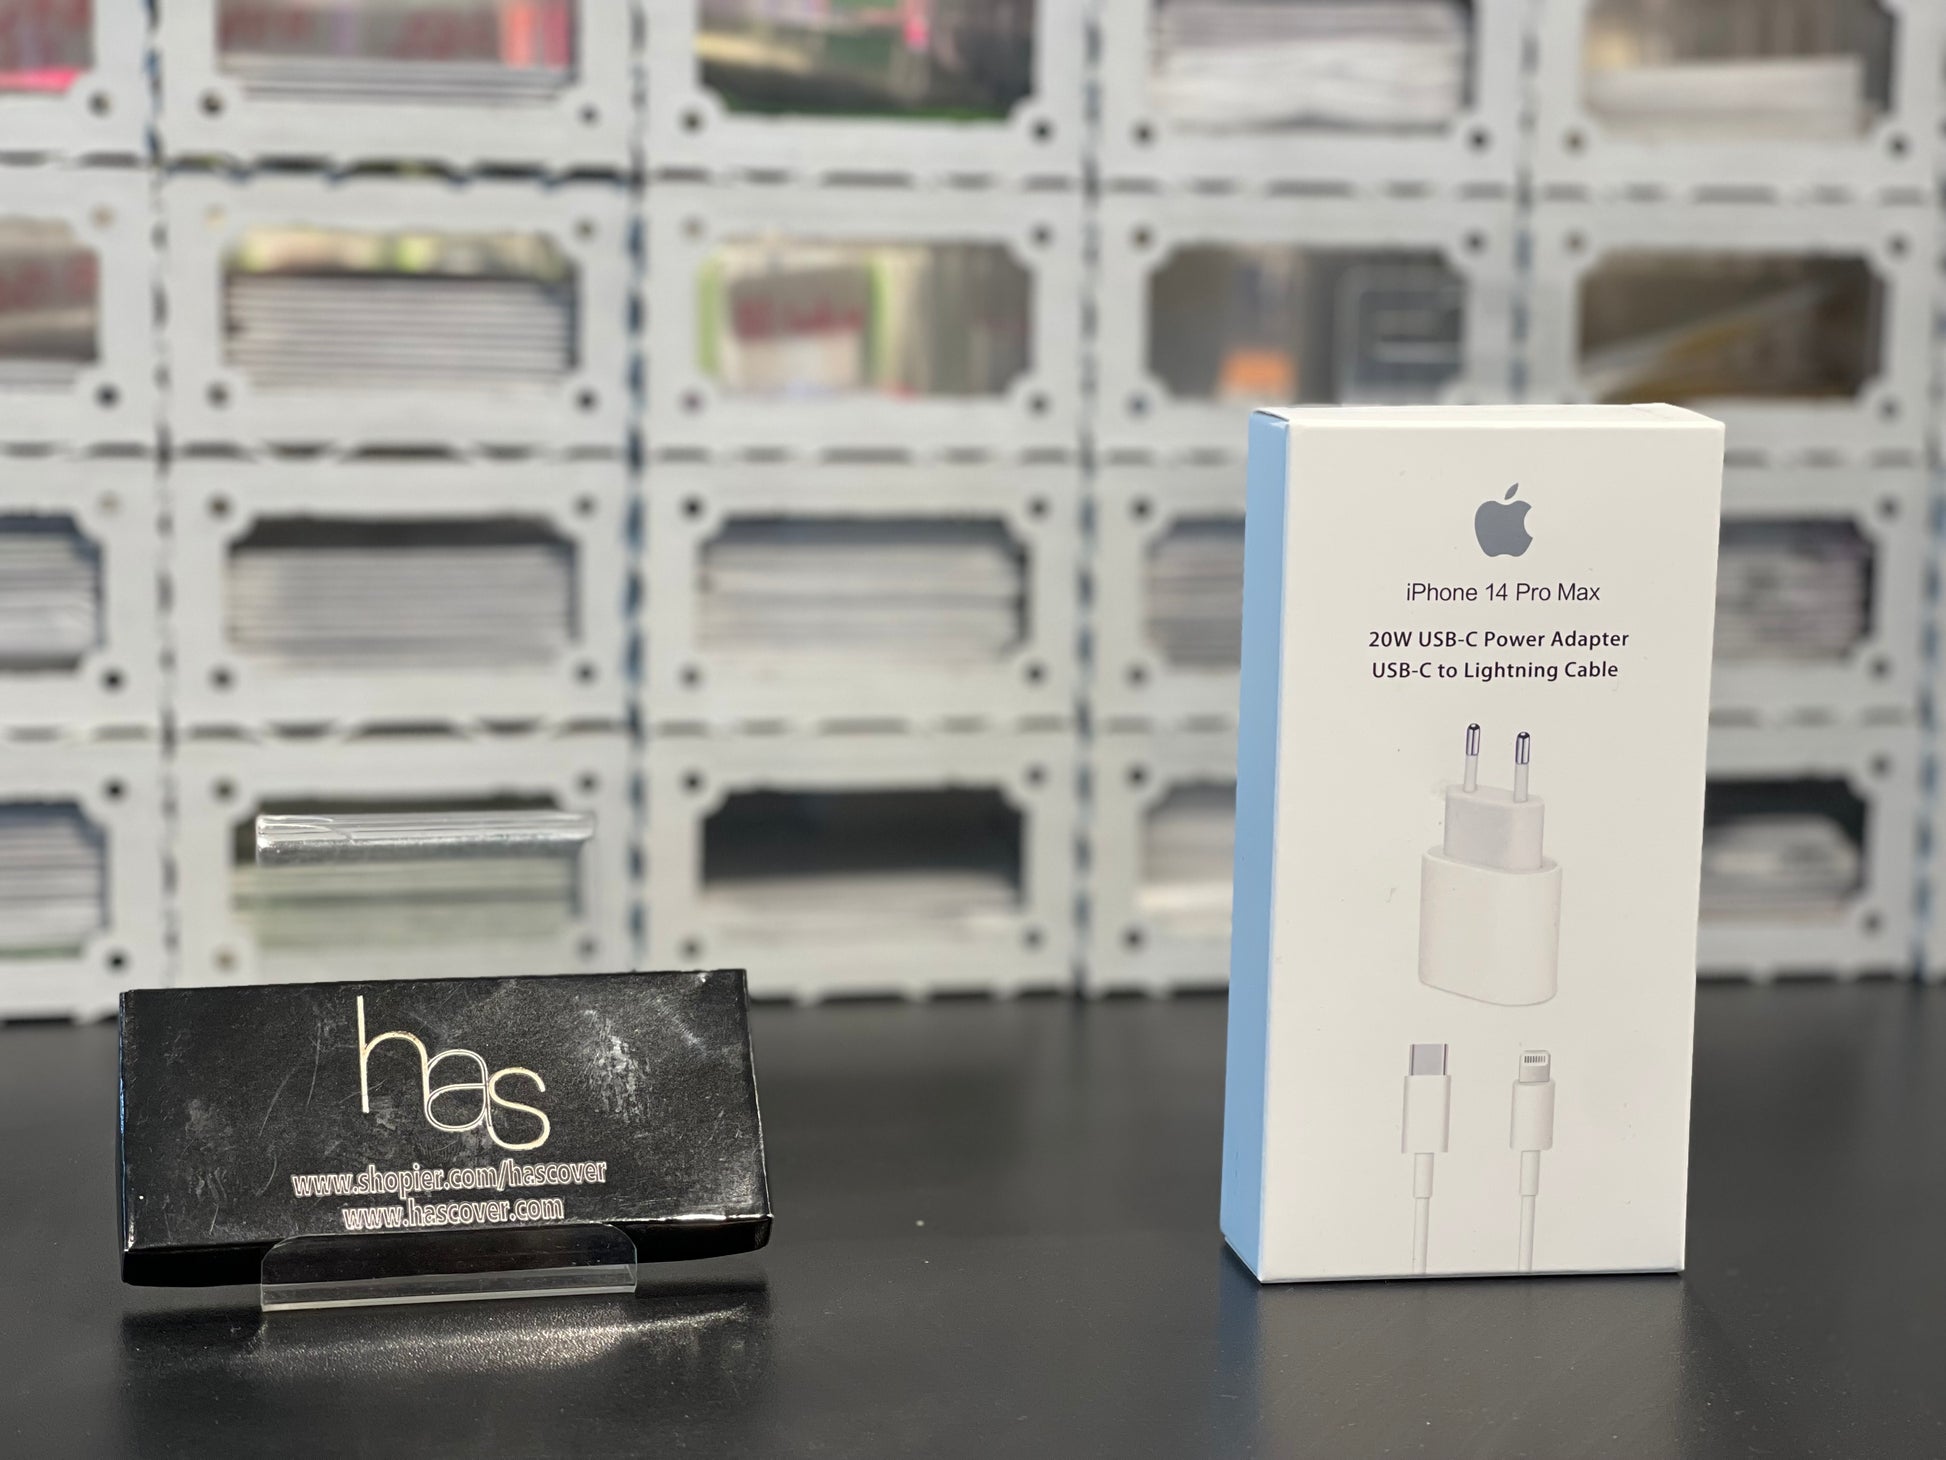 has
www.shopier.com/hascover
www.hascover.com
iPhone 14 Pro Max
20W USB-C Power Adapter
USB-C to Lightning Cable